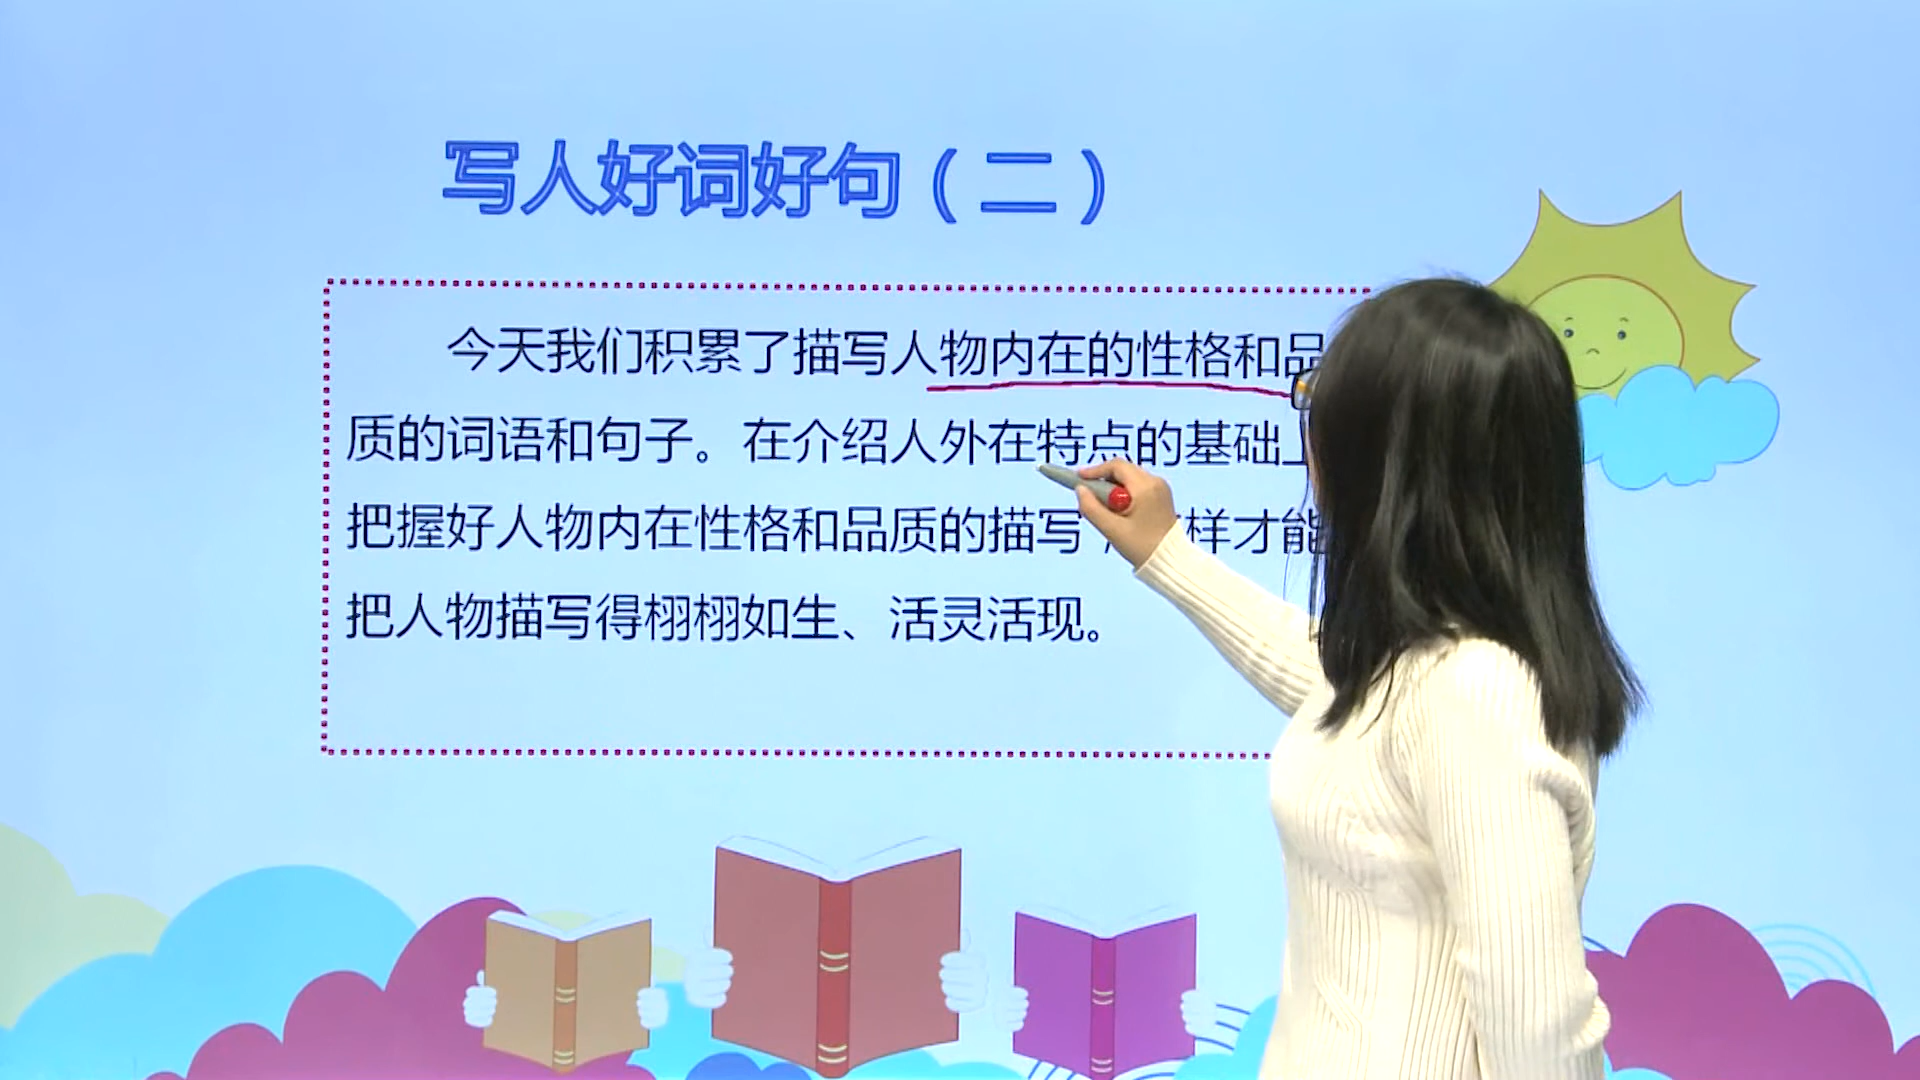 写人好词好句（二）
今天我们积累了描写人物内在的性格和品
质的词语和句子。在介绍人外在特点的基础上
把握好人物内在性格和品质的描写，样才能
把人物描写得栩栩如生、活灵活现。